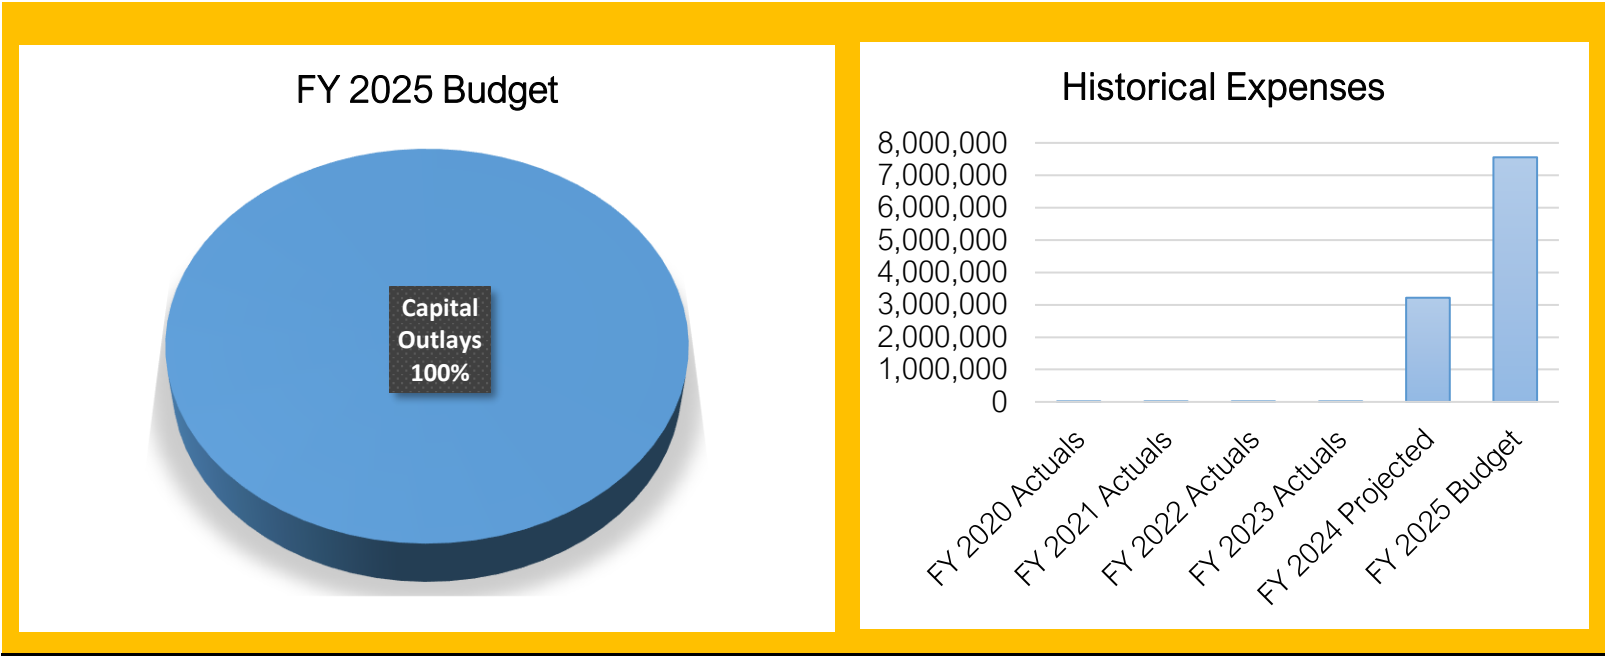 FY 2025 Budget
Capital
Outlays
100%
Historical Expenses
8,000,000
7,000,000
6,000,000
5,000,000
4,000,000
3,000,000
2,000,000
1,000,000
0
FY 2020 Actuals
FY 2021 Actuals
FY 2022 Actuals
FY 2023 Actuals
FY 2024 Projected
FY 2025 Budget